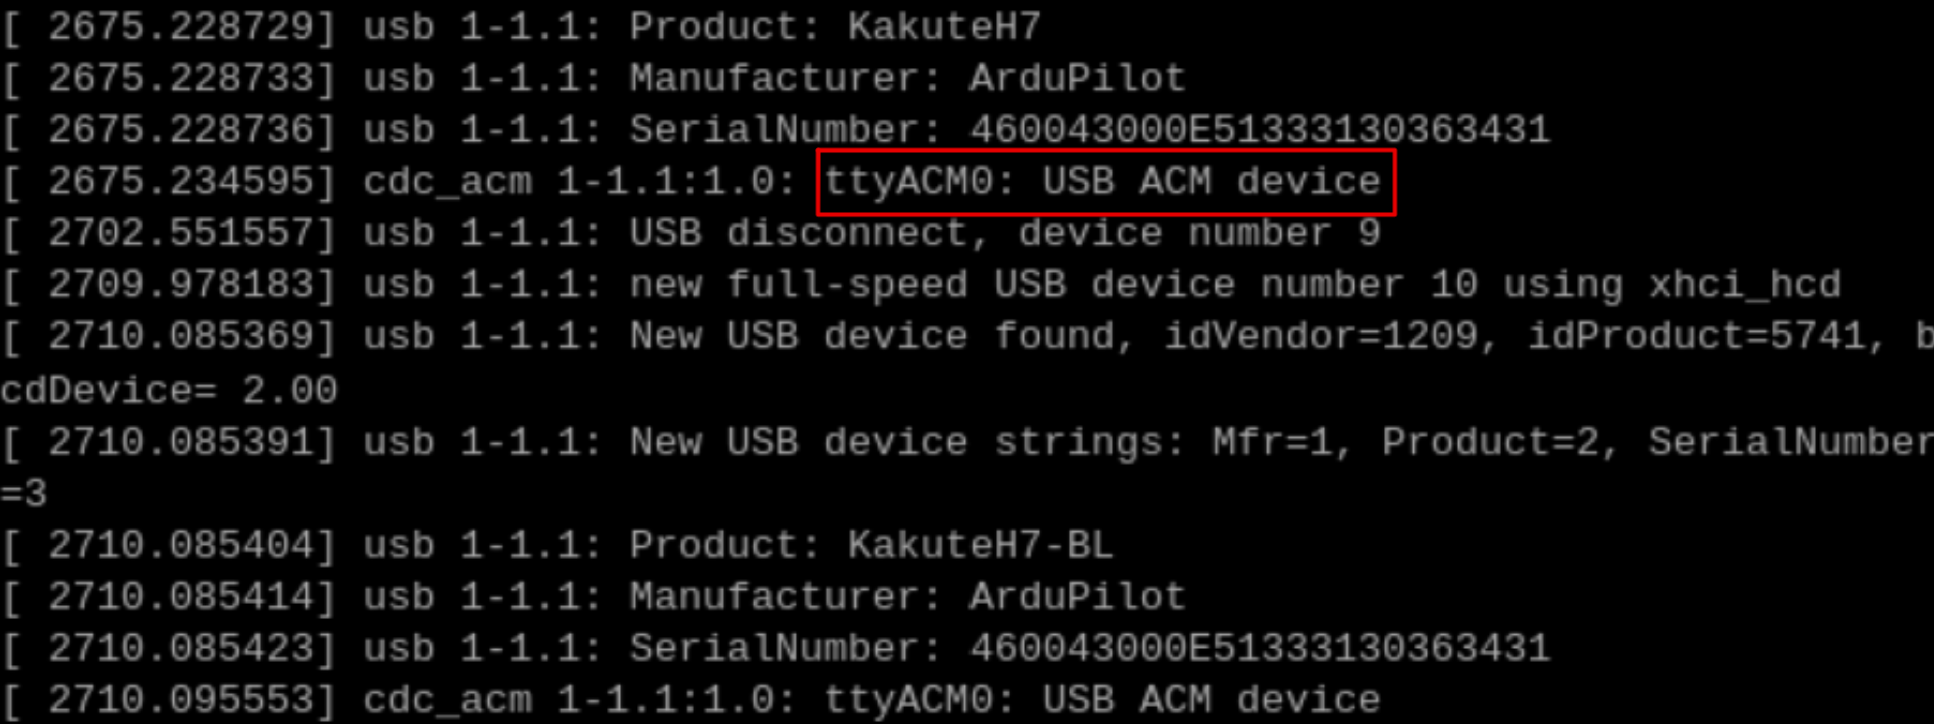 [ 2675.228729] usb 1-1.1: Product: KakuteH7
[ 2675.228733] usb 1-1.1: Manufacturer: ArduPilot
[ 2675.228736] usb 1-1.1: SerialNumber: 460043000E51333130363431
[ 2675.234595] cdc_acm 1-1.1:1.0: ttyACM0: USB ACM device
[ 2702.551557] usb 1-1.1: USB disconnect, device number 9
[ 2709.978183] usb 1-1.1: new full-speed USB device number 10 using xhci_hcd
[ 2710.085369] usb 1-1.1: New USB device found, idVendor=1209, idProduct=5741, b
cdDevice= 2.00
[ 2710.085391] usb 1-1.1: New USB device strings: Mfr=1, Product=2, SerialNumber
=3
[ 2710.085404] usb 1-1.1: Product: KakuteH7-BL
[ 2710.085414] usb 1-1.1: Manufacturer: ArduPilot
[ 2710.085423] usb 1-1.1: SerialNumber: 460043000E51333130363431
[ 2710.095553] cdc_acm 1-1.1:1.0: ttyACM0: USB ACM device